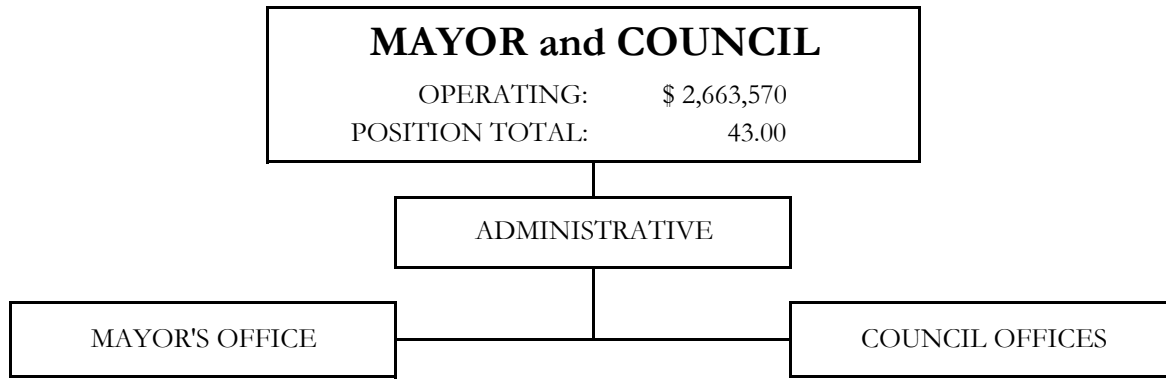 MAYOR and COUNCIL
OPERATING: $ 2,663,570
POSITION TOTAL: 43.00
ADMINISTRATIVE
MAYOR'S OFFICE
COUNCIL OFFICES